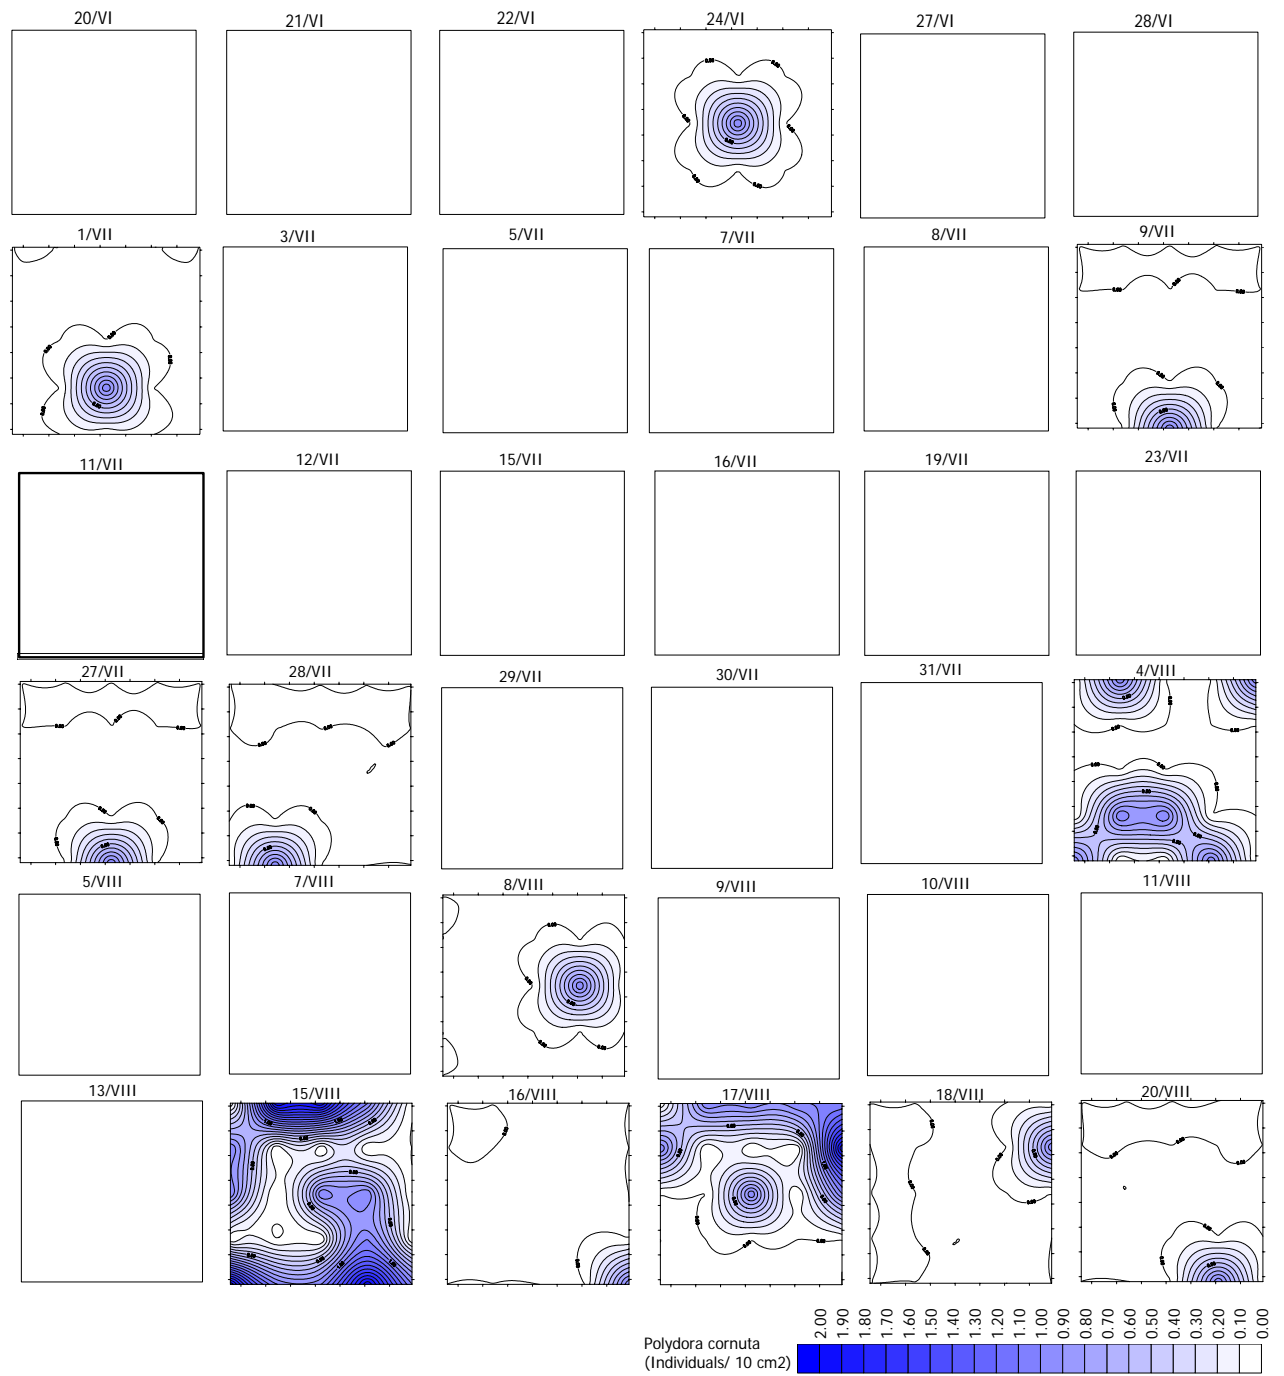 20/VI 21/VI 22/VI 24/VI 27/VI 28/VI
1/VII 3/VII 5/VII 7/VII 8/VII 9/VII
11/VII 12/VII 15/VII 16/VII 19/VII 23/VII
27/VII 28/VII 29/VII 30/VII 31/VII 4/VIII
5/VIII 7/VIII 8/VIII 9/VIII 10/VIII 11/VIII
13/VIII 15/VIII 16/VIII 17/VIII 18/VIII 20/VIII
Polydora cornuta
(Individuals/ 10 cm2)
2.00 1.90 1.80 1.70 1.60 1.50 1.40 1.30 1.20 1.10 1.00 0.90 0.80 0.70 0.60 0.50 0.40 0.30 0.20 0.10 0.00